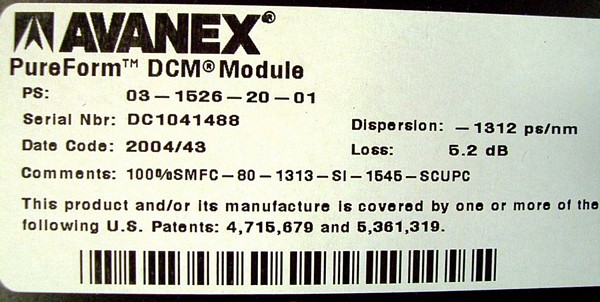 AVANEX®
PureForm™ DCM® Module
PS: 03-1526-20-01
Serial Nbr: DC1041488
Dispersion: -1312 ps/nm
Date Code: 2004/43
Loss: 5.2 dB
Comments: 100%SMFC-80-1313-SI-1545-SCUPC
This product and/or its manufacture is covered by one or more of the
following U.S. Patents: 4,715,679 and 5,361,319.